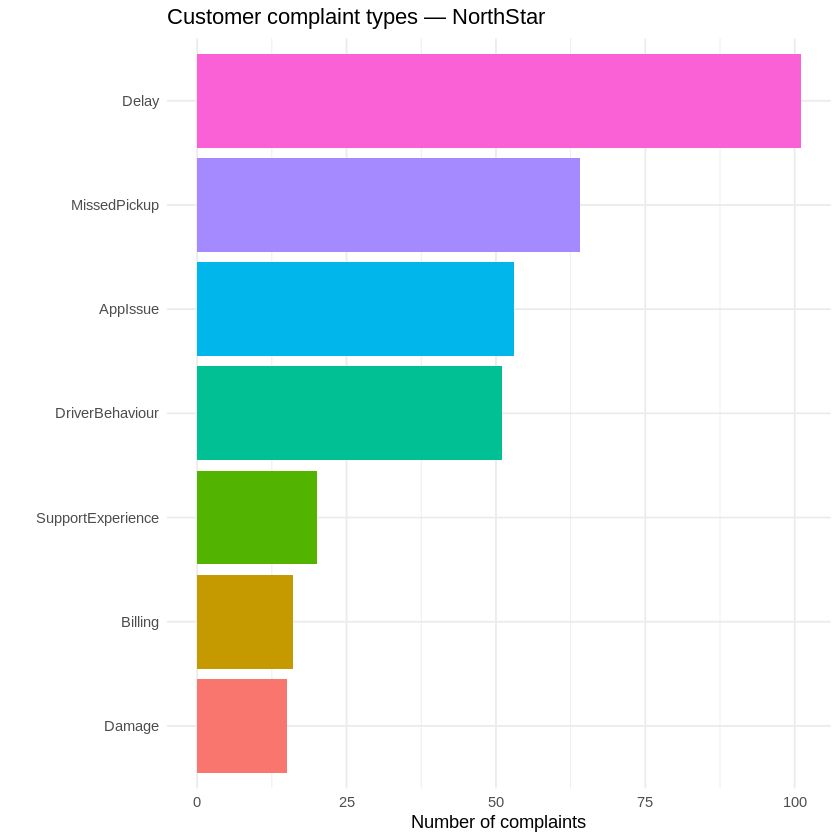 Customer complaint types — NorthStar
Delay
MissedPickup
AppIssue
DriverBehaviour
SupportExperience
Billing
Damage
0 25 50 75 100
Number of complaints